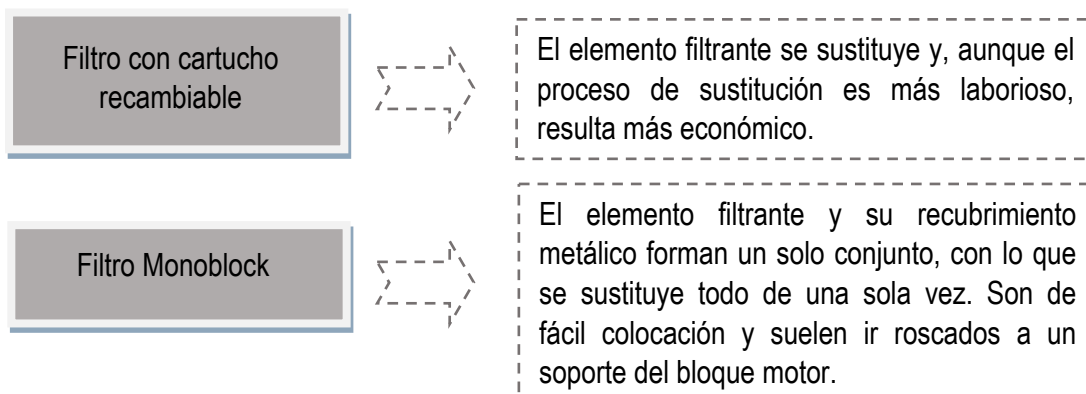 Filtro con cartucho
recambiable
El elemento filtrante se sustituye y, aunque el
proceso de sustitución es más laborioso,
resulta más económico.
Filtro Monoblock
El elemento filtrante y su recubrimiento
metálico forman un solo conjunto, con lo que
se sustituye todo de una sola vez. Son de
fácil colocación y suelen ir roscados a un
soporte del bloque motor.